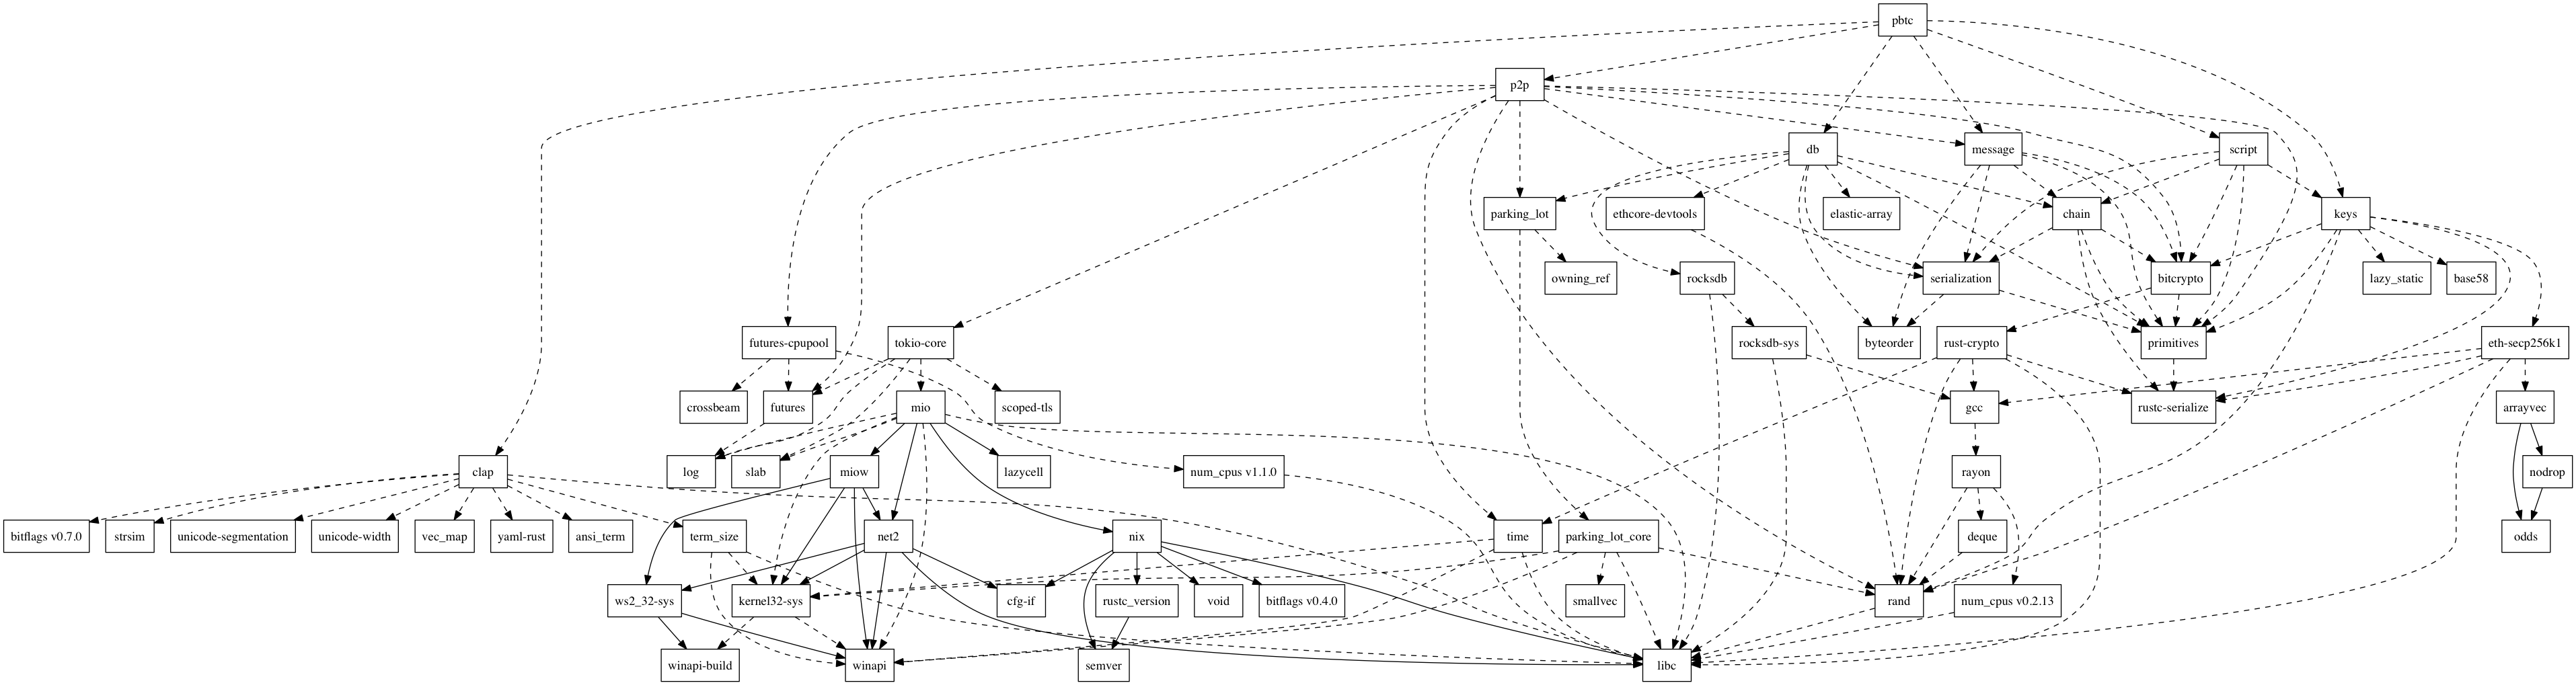 pbtc
p2p
db
message
script
parking_lot
ethcore-devtools
elastic-array
chain
keys
owning_ref
rocksdb
serialization
bitcrypto
lazy_static
base58
futures-cpupool
tokio-core
rocksdb-sys
byteorder
rust-crypto
primitives
eth-secp256k1
crossbeam
futures
mio
scoped-tls
gcc
rustc-serialize
arrayvec
clap
log
slab
miow
lazycell
num_cpus v1.1.0
rayon
nodrop
bitflags v0.7.0
strsim
unicode-segmentation
unicode-width
vec_map
yaml-rust
ansi_term
term_size
net2
nix
time
parking_lot_core
deque
odds
ws2_32-sys
kernel32-sys
cfg-if
rustc_version
void
bitflags v0.4.0
smallvec
rand
num_cpus v0.2.13
winapi-build
winapi
semver
libc